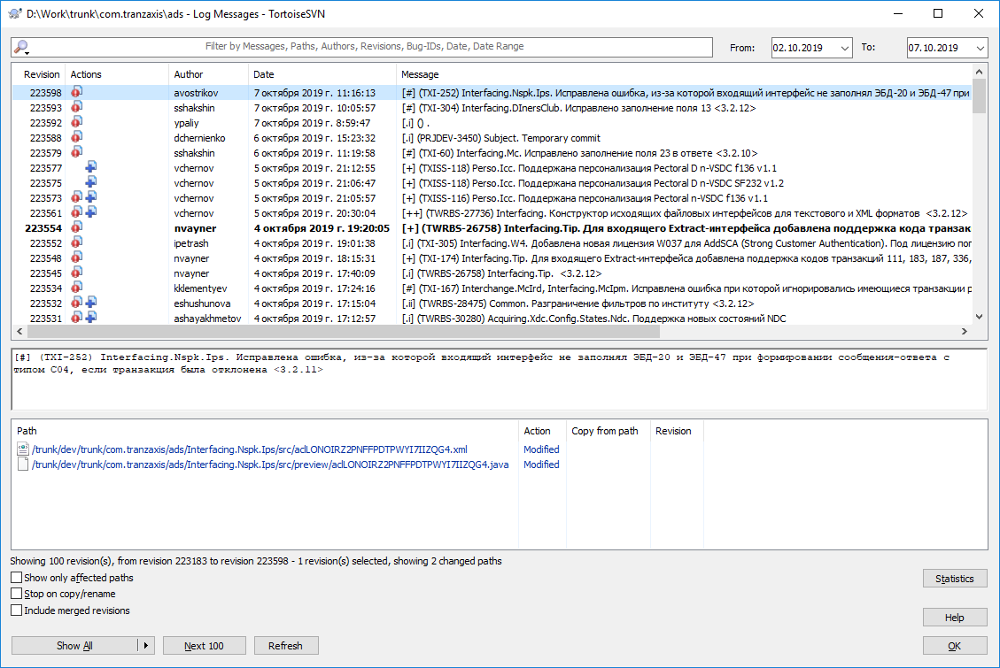 D:\Work\trunk\com.tranzaxis\ads - Log Messages - TortoiseSVN
Filter by Messages, Paths, Authors, Revisions, Bug-IDs, Date, Date Range From: 02.10.2019 To: 07.10.2019
Revision Actions Author Date Message
223598 avostrikov 7 октября 2019 г. 11:16:13 [#] (TXI-252) Interfacing.Nspk.Ips. Исправлена ошибка, из-за которой входящий интерфейс не заполнял ЭБД-20 и ЭБД-47 при
223593 sshakshin 7 октября 2019 г. 10:05:57 [#] (TXI-304) Interfacing.DInersClub. Исправлено заполнение поля 13 <3.2.12>
223592 ypaliy 7 октября 2019 г. 8:59:47 [.i] () .
223588 dchernienko 6 октября 2019 г. 15:23:32 [.i] (PRJDEV-3450) Subject. Temporary commit
223579 sshakshin 6 октября 2019 г. 11:19:58 [#] (TXI-60) Interfacing.Mc. Исправлено заполнение поля 23 в ответе <3.2.10>
223577 vchernov 5 октября 2019 г. 21:12:55 [+] (TXISS-118) Perso.Icc. Поддержана персонализация Pectoral D n-VSDC f136 v1.1
223575 vchernov 5 октября 2019 г. 21:06:47 [+] (TXISS-118) Perso.Icc. Поддержана персонализация Pectoral D n-VSDC SF232 v1.2
223573 vchernov 5 октября 2019 г. 21:05:57 [+] (TXISS-116) Perso.Icc. Поддержана персонализация Pectoral n-VSDC f136 v1.1
223561 vchernov 5 октября 2019 г. 20:30:04 [++] (TWRBS-27736) Interfacing. Конструктор исходящих файловых интерфейсов для текстового и XML форматов <3.2.12>
223554 nvayner 4 октября 2019 г. 19:20:05 [+] (TWRBS-26758) Interfacing.Tip. Для входящего Extract-интерфейса добавлена поддержка кода транзак
223552 ipetrash 4 октября 2019 г. 19:01:38 [.i] (TXI-305) Interfacing.W4. Добавлена новая лицензия W037 для AddSCA (Strong Customer Authentication). Под лицензию пог
223548 nvayner 4 октября 2019 г. 18:15:31 [+] (TXI-174) Interfacing.Tip. Для входящего Extract-интерфейса добавлена поддержка кодов транзакций 111, 183, 187, 336,
223545 nvayner 4 октября 2019 г. 17:40:09 [.i] (TWRBS-26758) Interfacing.Tip. <3.2.12>
223534 kklementyev 4 октября 2019 г. 17:24:16 [#] (TXI-167) Interchange.McIrd, Interfacing.McIpm. Исправлена ошибка при которой игнорировались имеющиеся транзакции р
223532 eshushunova 4 октября 2019 г. 17:15:04 [.ii] (TWRBS-28475) Common. Разграничение фильтров по институту <3.2.12>
223531 ashayakhmetov 4 октября 2019 г. 17:12:57 [.i] (TWRBS-30280) Acquiring.Xdc.Config.States.Ndc. Поддержка новых состояний NDC
[#] (TXI-252) Interfacing.Nspk.Ips. Исправлена ошибка, из-за которой входящий интерфейс не заполнял ЭБД-20 и ЭБД-47 при формировании сообщения-ответа с
типом C04, если транзакция была отклонена <3.2.11>
Path Action Copy from path Revision
/trunk/dev/trunk/com.tranzaxis/ads/Interfacing.Nspk.Ips/src/adlLONOIRZ2PNFFPDTPWYI7IIZQG4.xml Modified
/trunk/dev/trunk/com.tranzaxis/ads/Interfacing.Nspk.Ips/src/preview/adlLONOIRZ2PNFFPDTPWYI7IIZQG4.java Modified
Showing 100 revision(s), from revision 223183 to revision 223598 - 1 revision(s) selected, showing 2 changed paths
Show only affected paths
Statistics
Stop on copy/rename
Include merged revisions
Help
Show All Next 100 Refresh OK